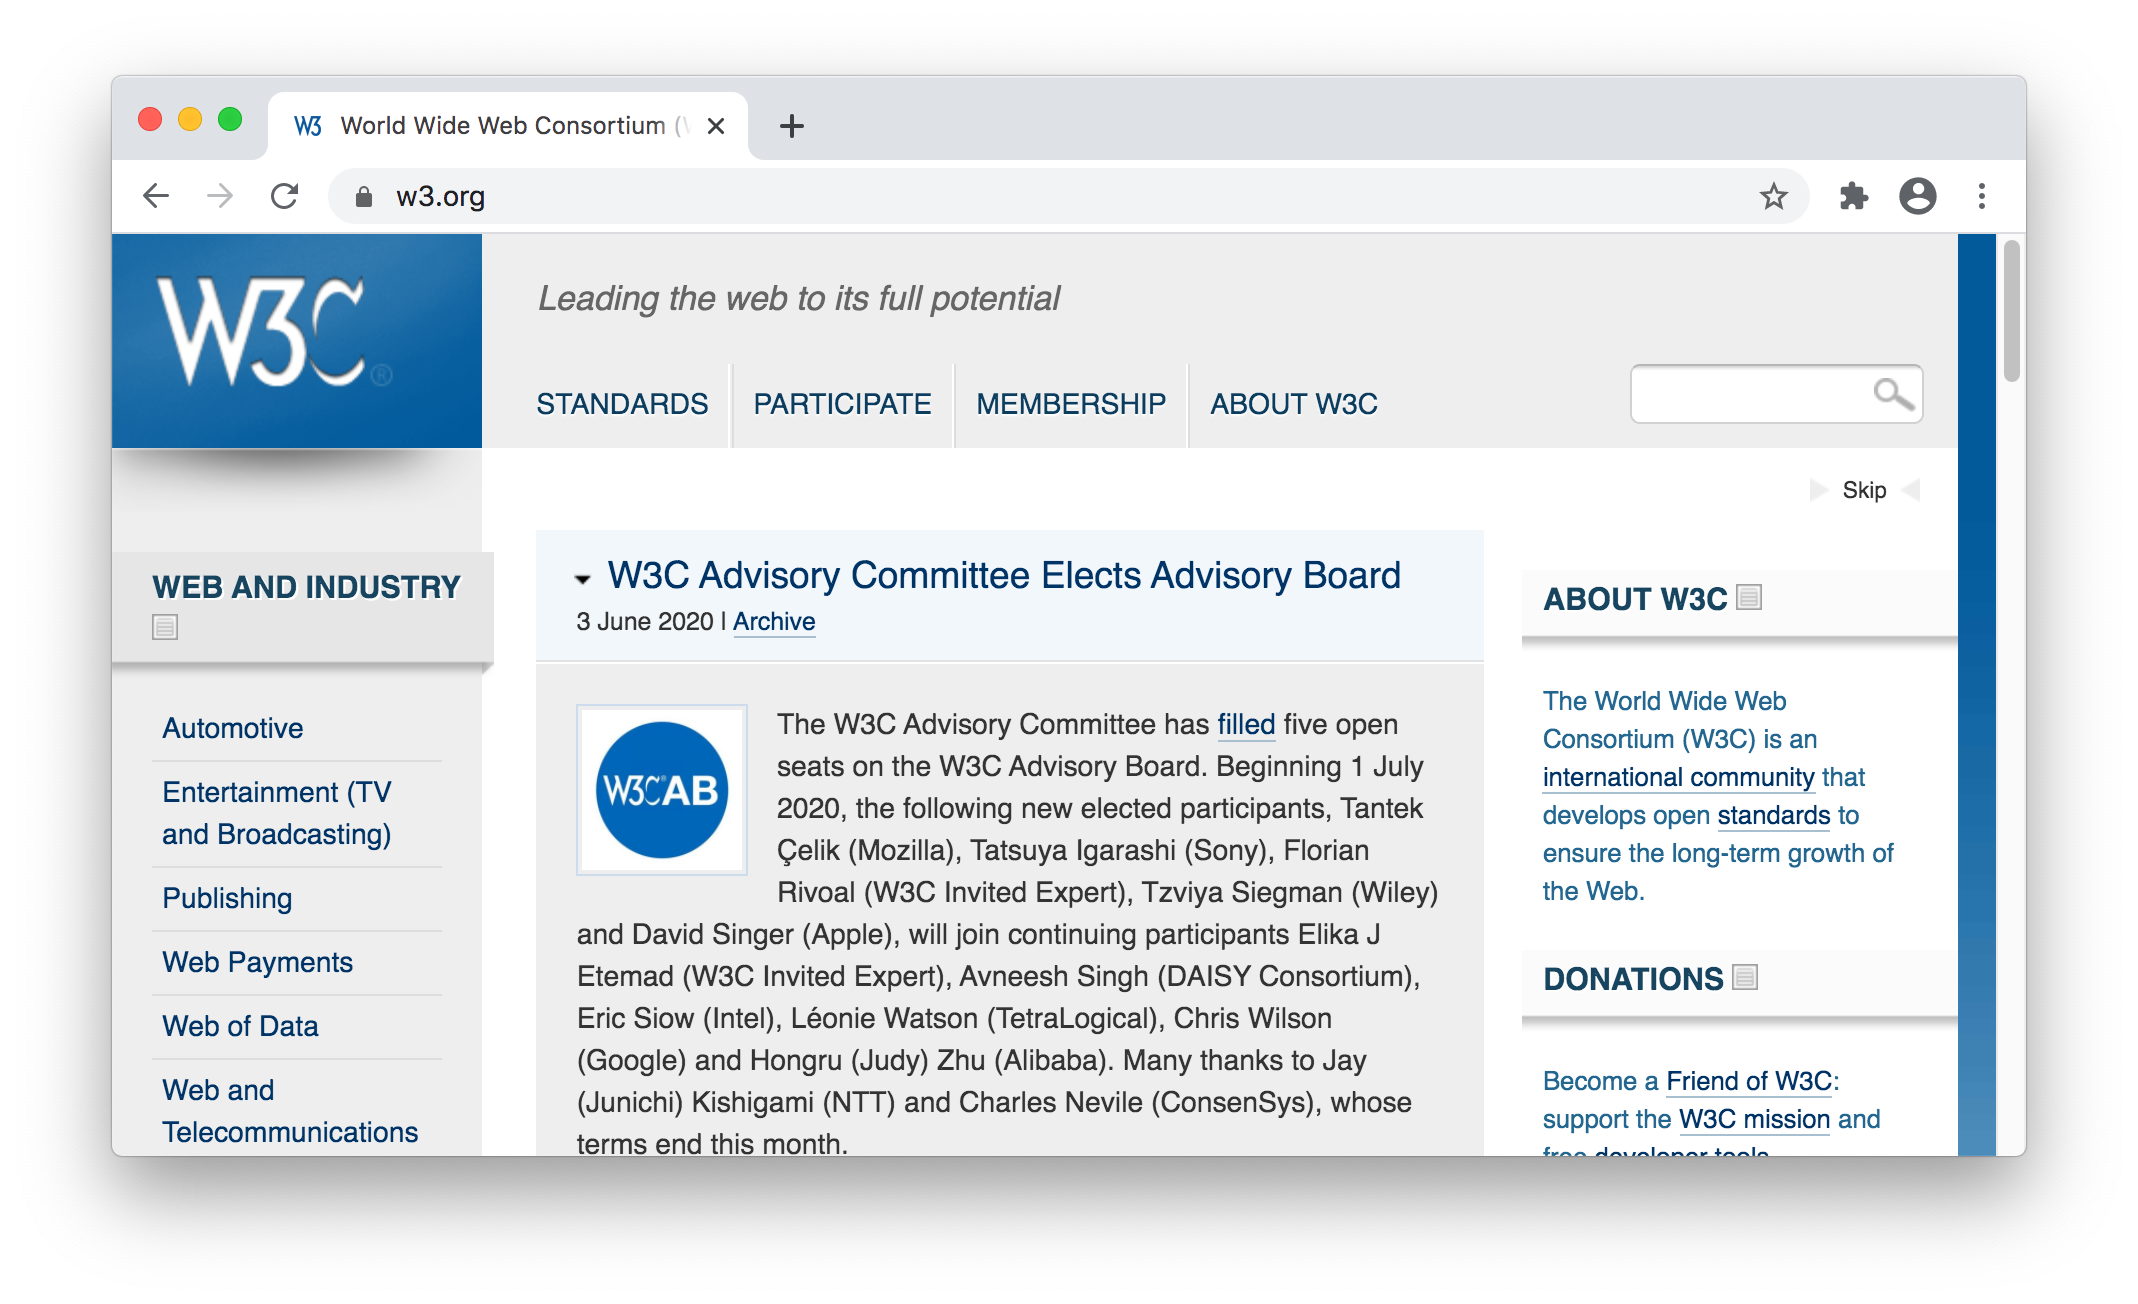 W3 World Wide Web Consortium (
w3.org
W3C®
Leading the web to its full potential
STANDARDS
PARTICIPATE
MEMBERSHIP
ABOUT W3C
Skip
WEB AND INDUSTRY
Automotive
Entertainment (TV
and Broadcasting)
Publishing
Web Payments
Web of Data
Web and
Telecommunications
W3C Advisory Committee Elects Advisory Board
3 June 2020 | Archive
W3C®AB
The W3C Advisory Committee has filled five open
seats on the W3C Advisory Board. Beginning 1 July
2020, the following new elected participants, Tantek
Çelik (Mozilla), Tatsuya Igarashi (Sony), Florian
Rivoal (W3C Invited Expert), Tzviya Siegman (Wiley)
and David Singer (Apple), will join continuing participants Elika J
Etemad (W3C Invited Expert), Avneesh Singh (DAISY Consortium),
Eric Siow (Intel), Léonie Watson (TetraLogical), Chris Wilson
(Google) and Hongru (Judy) Zhu (Alibaba). Many thanks to Jay
(Junichi) Kishigami (NTT) and Charles Nevile (ConsenSys), whose
terms end this month.
ABOUT W3C
The World Wide Web
Consortium (W3C) is an
international community that
develops open standards to
ensure the long-term growth of
the Web.
DONATIONS
Become a Friend of W3C:
support the W3C mission and
free developer tools.